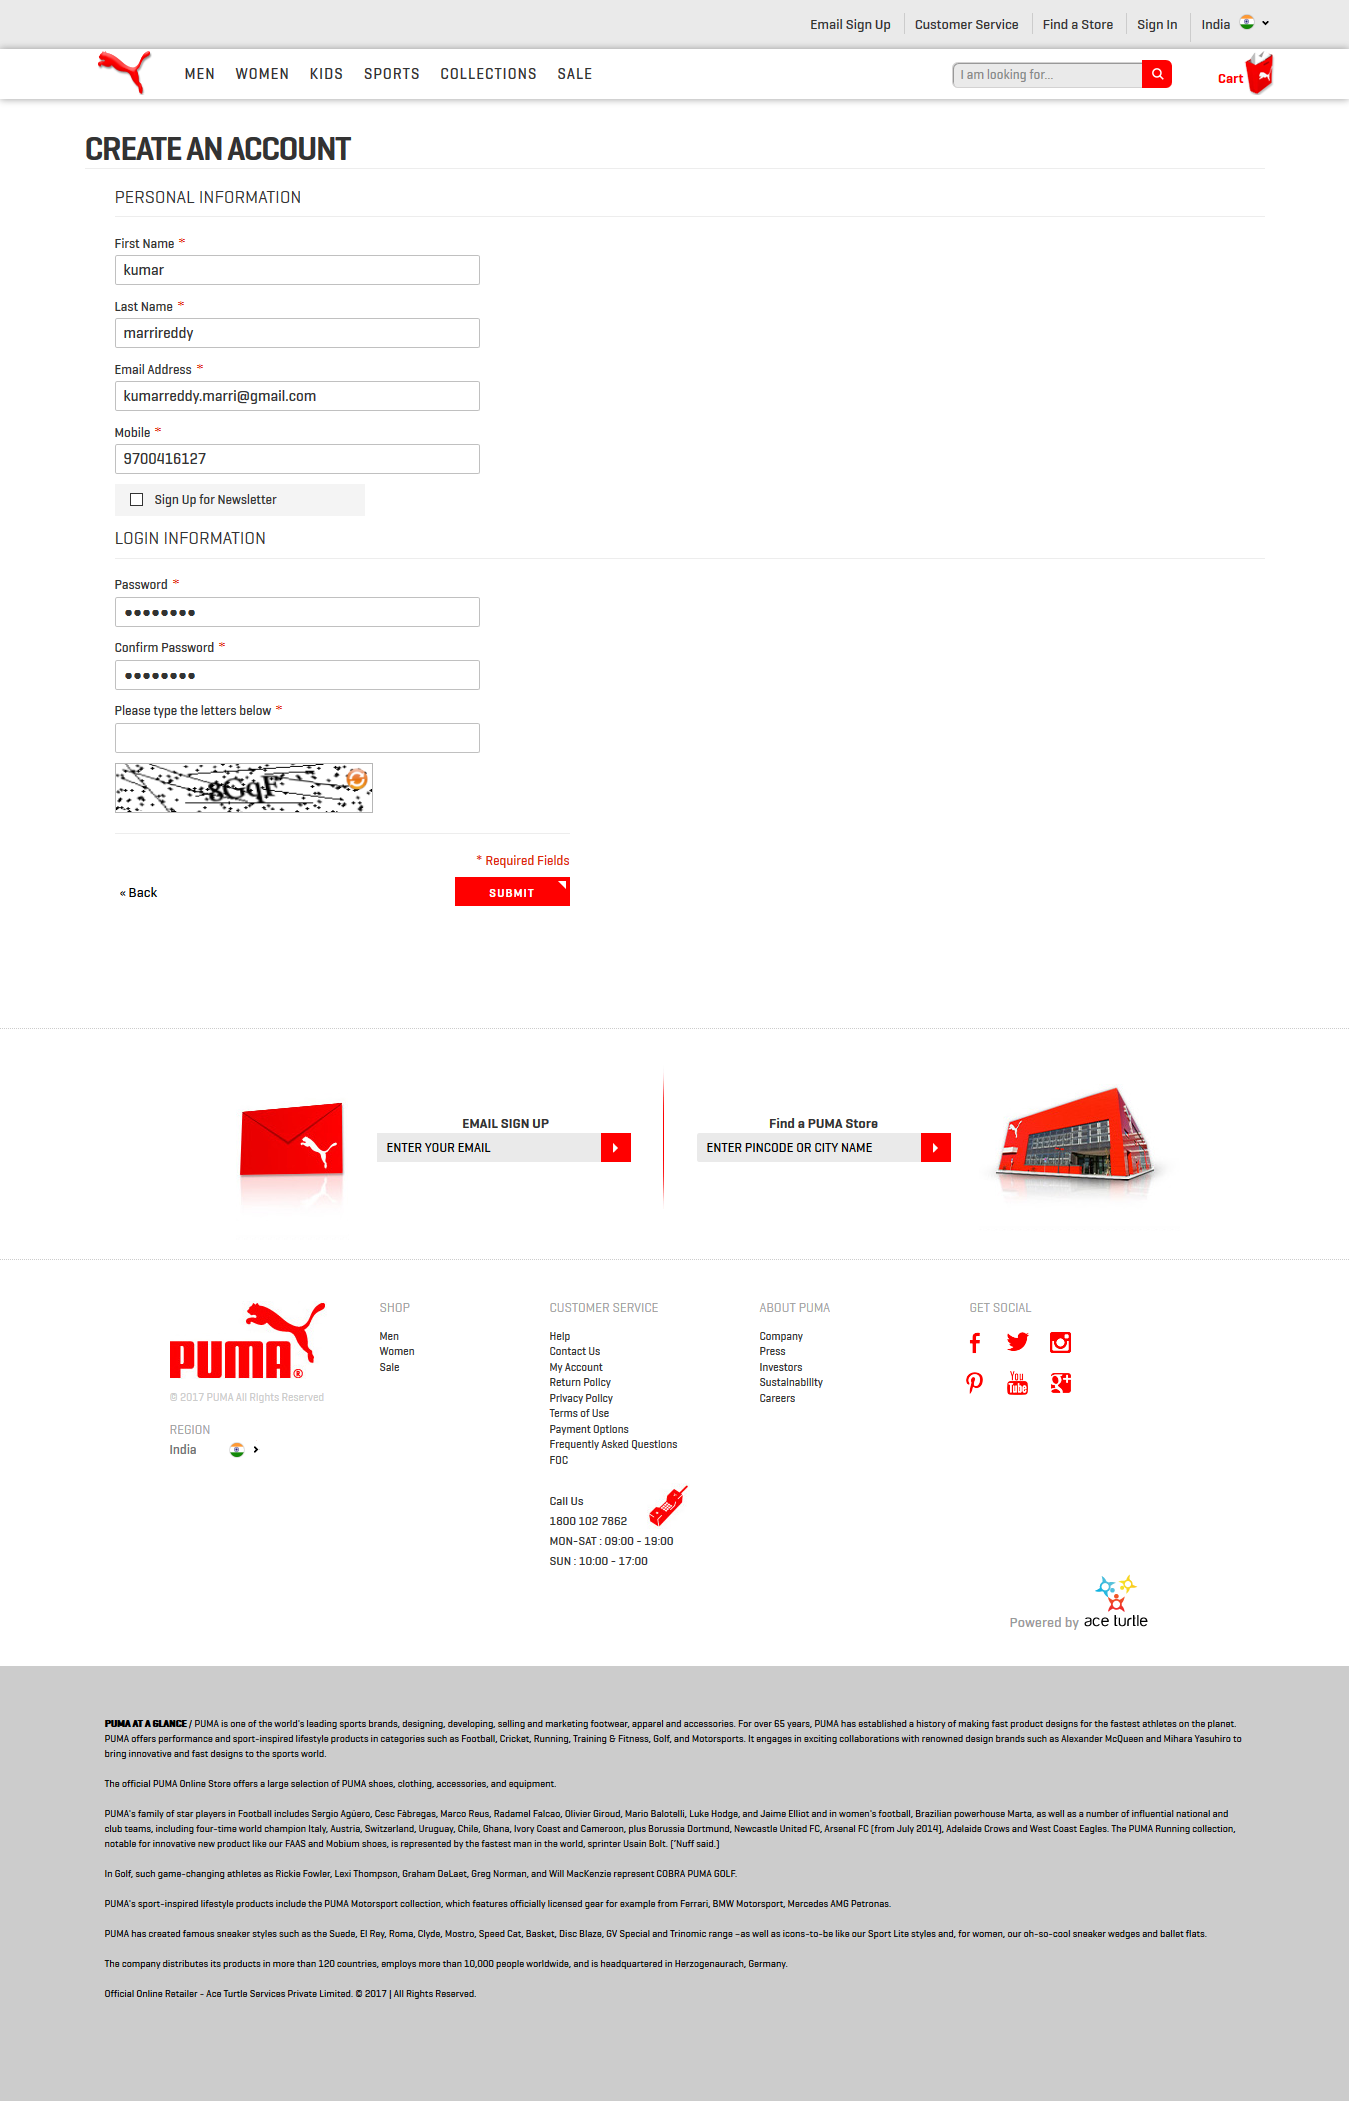 Email Sign Up
Customer Service
Find a Store
Sign In
India
MEN WOMEN KIDS SPORTS COLLECTIONS SALE
I am looking for...
Cart
CREATE AN ACCOUNT
PERSONAL INFORMATION
First Name *
kumar
Last Name *
marrireddy
Email Address *
kumarreddy.marri@gmail.com
Mobile *
9700416127
Sign Up for Newsletter
LOGIN INFORMATION
Password *
••••••••
Confirm Password *
••••••••
Please type the letters below *
8GqF
* Required Fields
« Back
SUBMIT
EMAIL SIGN UP
ENTER YOUR EMAIL
Find a PUMA Store
ENTER PINCODE OR CITY NAME
PUMA®
© 2017 PUMA All Rights Reserved
REGION
India
SHOP
Men
Women
Sale
CUSTOMER SERVICE
Help
Contact Us
My Account
Return Policy
Privacy Policy
Terms of Use
Payment Options
Frequently Asked Questions
FOC
Call Us
1800 102 7862
MON-SAT : 09:00 - 19:00
SUN : 10:00 - 17:00
ABOUT PUMA
Company
Press
Investors
Sustainability
Careers
GET SOCIAL
You
Tube
Powered by ace turtle
PUMA AT A GLANCE / PUMA is one of the world's leading sports brands, designing, developing, selling and marketing footwear, apparel and accessories. For over 65 years, PUMA has established a history of making fast product designs for the fastest athletes on the planet.
PUMA offers performance and sport-inspired lifestyle products in categories such as Football, Cricket, Running, Training & Fitness, Golf, and Motorsports. It engages in exciting collaborations with renowned design brands such as Alexander McQueen and Mihara Yasuhiro to
bring innovative and fast designs to the sports world.
The official PUMA Online Store offers a large selection of PUMA shoes, clothing, accessories, and equipment.
PUMA's family of star players in Football includes Sergio Agüero, Cesc Fàbregas, Marco Reus, Radamel Falcao, Olivier Giroud, Mario Balotelli, Luke Hodge, and Jaime Elliot and in women's football, Brazilian powerhouse Marta, as well as a number of influential national and
club teams, including four-time world champion Italy, Austria, Switzerland, Uruguay, Chile, Ghana, Ivory Coast and Cameroon, plus Borussia Dortmund, Newcastle United FC, Arsenal FC (from July 2014), Adelaide Crows and West Coast Eagles. The PUMA Running collection,
notable for innovative new product like our FAAS and Mobium shoes, is represented by the fastest man in the world, sprinter Usain Bolt. ('Nuff said.)
In Golf, such game-changing athletes as Rickie Fowler, Lexi Thompson, Graham DeLaet, Greg Norman, and Will MacKenzie represent COBRA PUMA GOLF.
PUMA's sport-inspired lifestyle products include the PUMA Motorsport collection, which features officially licensed gear for example from Ferrari, BMW Motorsport, Mercedes AMG Petronas.
PUMA has created famous sneaker styles such as the Suede, El Rey, Roma, Clyde, Mostro, Speed Cat, Basket, Disc Blaze, GV Special and Trinomic range –as well as icons-to-be like our Sport Lite styles and, for women, our oh-so-cool sneaker wedges and ballet flats.
The company distributes its products in more than 120 countries, employs more than 10,000 people worldwide, and is headquartered in Herzogenaurach, Germany.
Official Online Retailer - Ace Turtle Services Private Limited. © 2017 | All Rights Reserved.